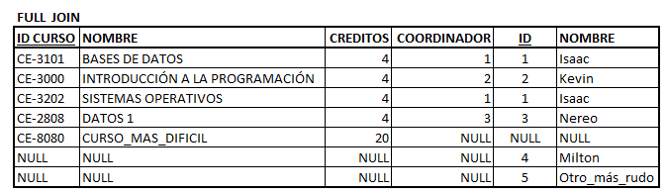 FULL JOIN
ID CURSO NOMBRE CREDITOS COORDINADOR ID NOMBRE
CE-3101 BASES DE DATOS 4 1 1 Isaac
CE-3000 INTRODUCCIÓN A LA PROGRAMACIÓN 4 2 2 Kevin
CE-3202 SISTEMAS OPERATIVOS 4 1 1 Isaac
CE-2808 DATOS 1 4 3 3 Nereo
CE-8080 CURSO_MAS_DIFICIL 20 NULL NULL NULL
NULL NULL NULL NULL 4 Milton
NULL NULL NULL NULL 5 Otro_más_rudo